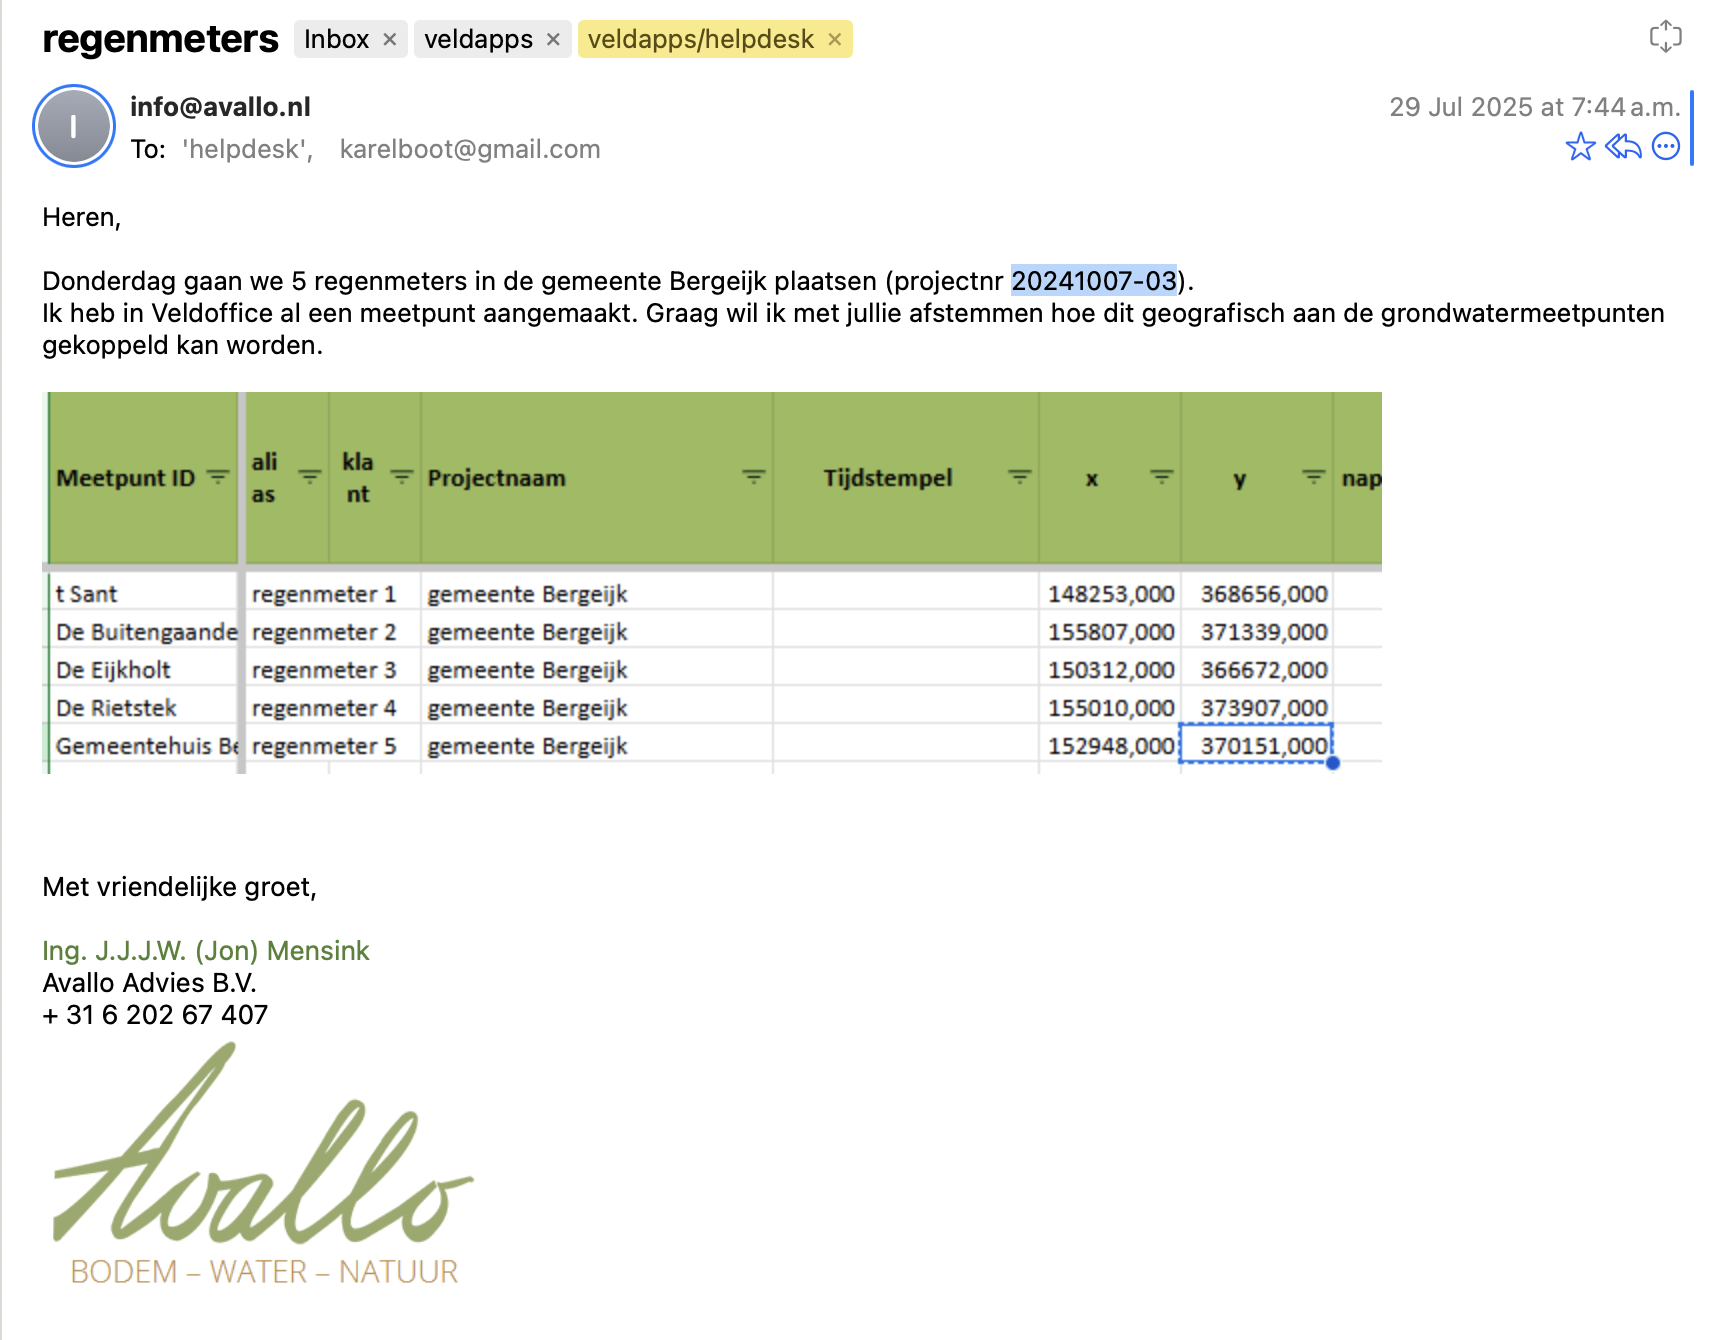 regenmeters Inbox × veldapps × veldapps/helpdesk ×
I
info@avallo.nl
29 Jul 2025 at 7:44 a.m.
To: 'helpdesk', karelboot@gmail.com
Heren,
Donderdag gaan we 5 regenmeters in de gemeente Bergeijk plaatsen (projectnr 20241007-03).
Ik heb in Veldoffice al een meetpunt aangemaakt. Graag wil ik met jullie afstemmen hoe dit geografisch aan de grondwatermeetpunten
gekoppeld kan worden.
Meetpunt ID ali as kla nt Projectnaam Tijdstempel x y nap
t Sant regenmeter 1 gemeente Bergeijk 148253,000 368656,000
De Buitengaande regenmeter 2 gemeente Bergeijk 155807,000 371339,000
De Eijkholt regenmeter 3 gemeente Bergeijk 150312,000 366672,000
De Rietstek regenmeter 4 gemeente Bergeijk 155010,000 373907,000
Gemeentehuis Be regenmeter 5 gemeente Bergeijk 152948,000 370151,000
Met vriendelijke groet,
Ing. J.J.J.W. (Jon) Mensink
Avallo Advies B.V.
+ 31 6 202 67 407
Avallo
BODEM – WATER – NATUUR